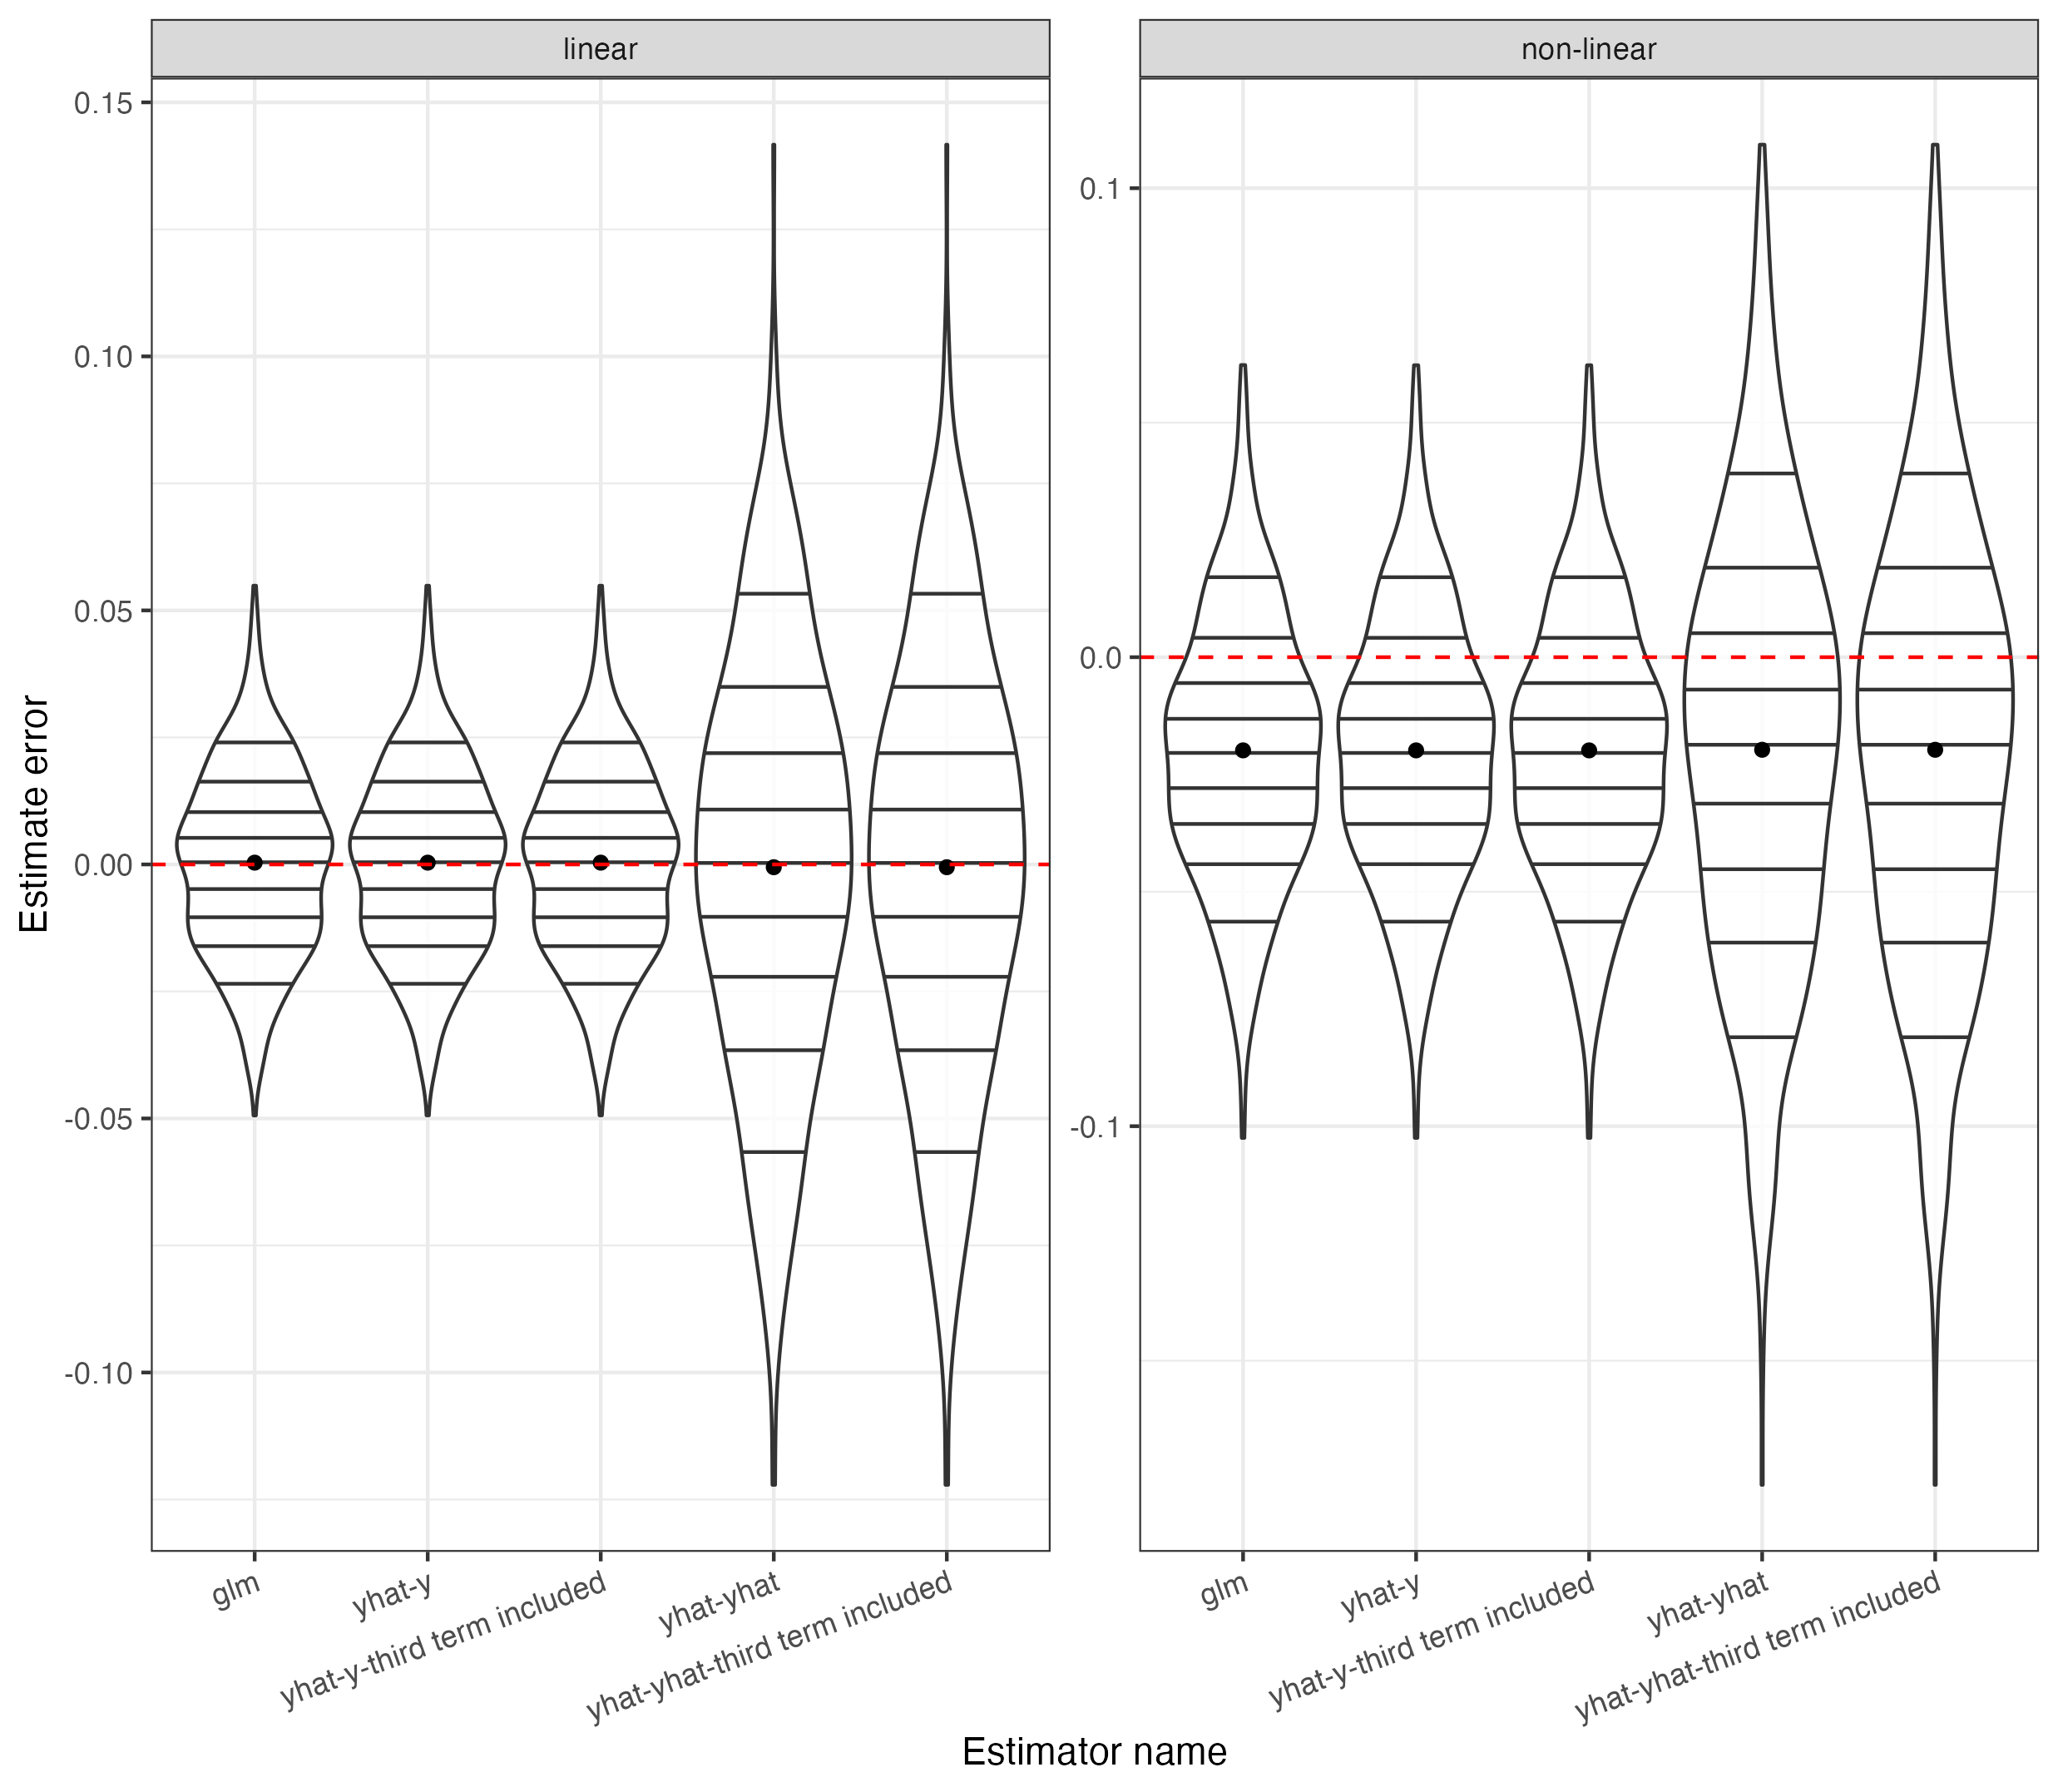 linear
non-linear
Estimate error
0.15
0.10
0.05
0.00
-0.05
-0.10
0.1
0.0
-0.1
glm
yhat-y
yhat-y-third term included
yhat-yhat
yhat-yhat-third term included
glm
yhat-y
yhat-y-third term included
yhat-yhat
yhat-yhat-third term included
Estimator name